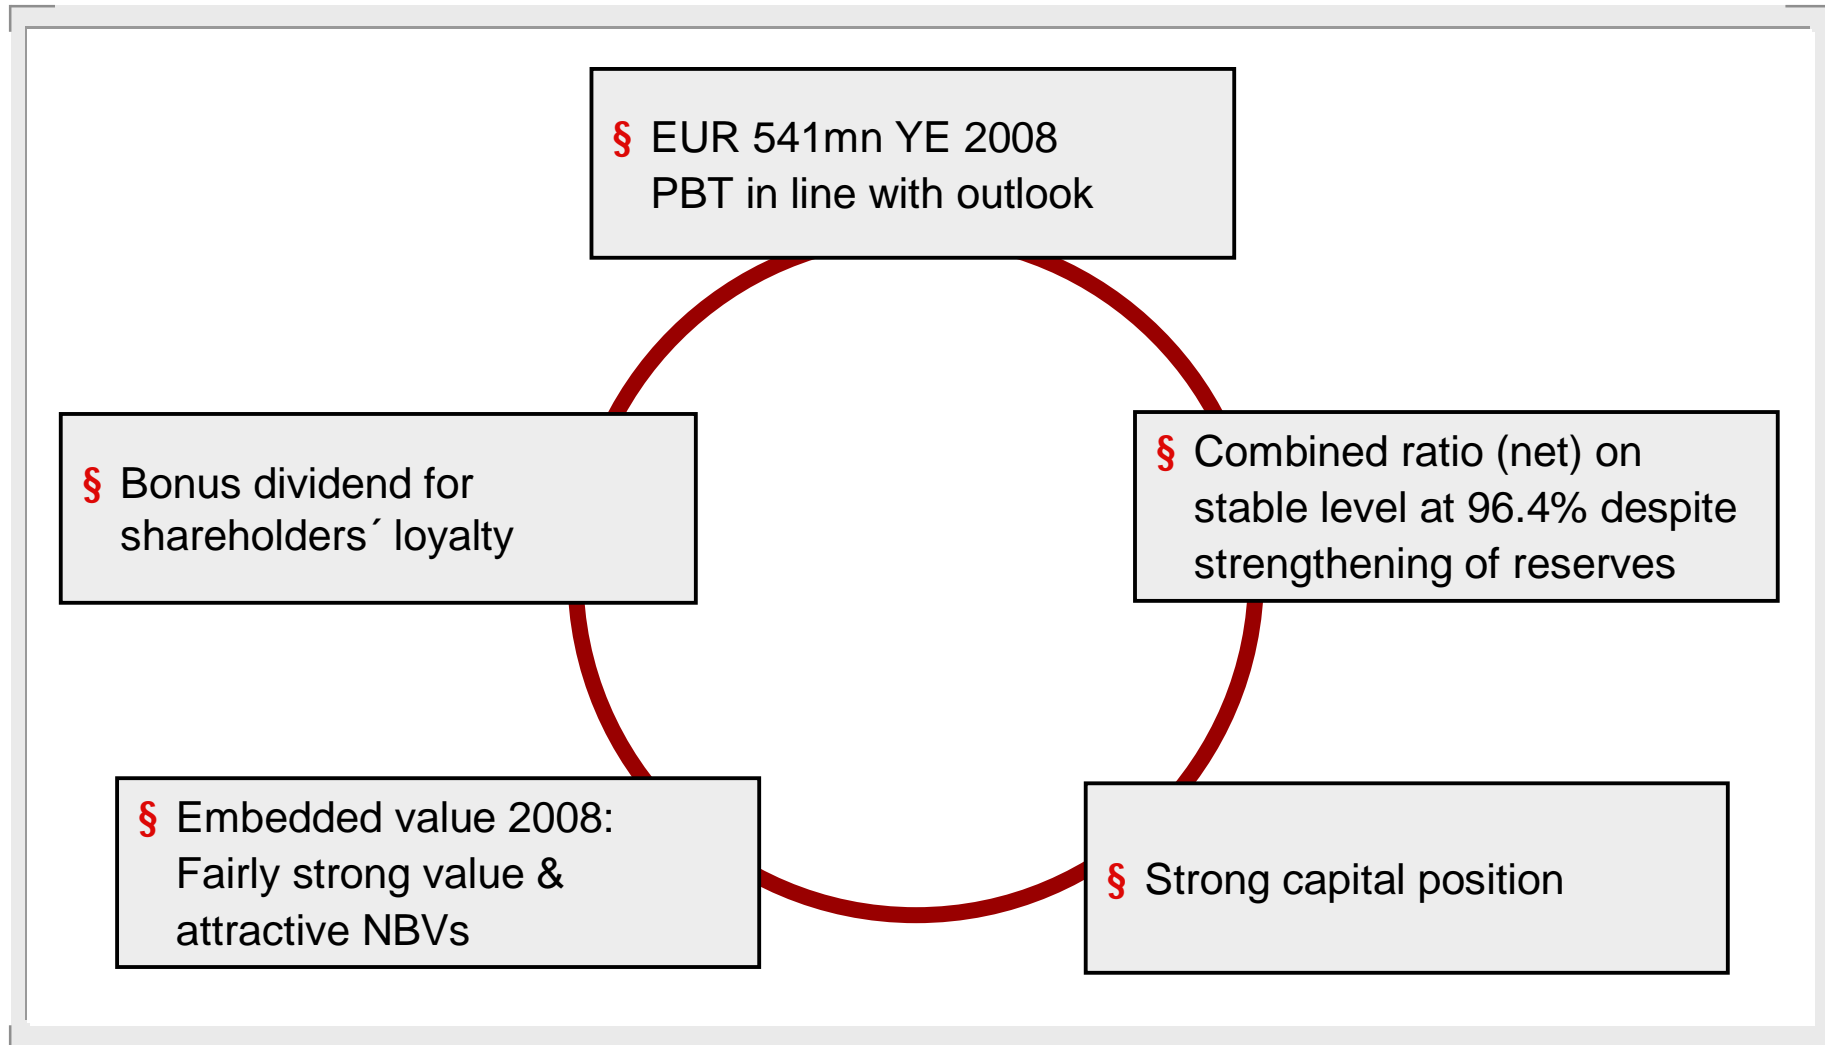 § EUR 541mn YE 2008
PBT in line with outlook
§ Bonus dividend for
shareholders´ loyalty
§ Combined ratio (net) on
stable level at 96.4% despite
strengthening of reserves
§ Embedded value 2008:
Fairly strong value &
attractive NBVs
§ Strong capital position